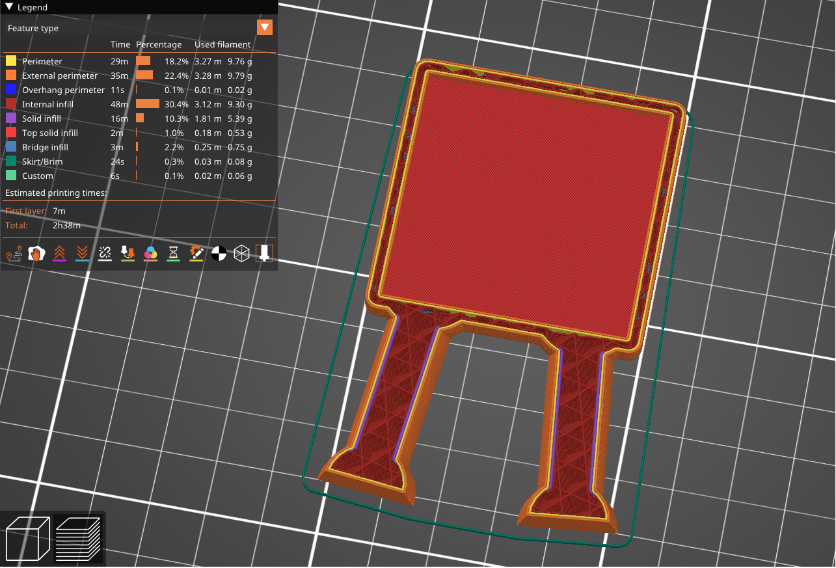 Legend
Feature type
Time Percentage Used filament
Perimeter 29m 18.2% 3.27 m 9.76 g
External perimeter 35m 22.4% 3.28 m 9.79 g
Overhang perimeter 11s 0.1% 0.01 m 0.02 g
Internal infill 48m 30.4% 3.12 m 9.30 g
Solid infill 16m 10.3% 1.81 m 5.39 g
Top solid infill 2m 1.0% 0.18 m 0.53 g
Bridge infill 3m 2.2% 0.25 m 0.75 g
Skirt/Brim 24s 0.3% 0.03 m 0.08 g
Custom 6s 0.1% 0.02 m 0.06 g
Estimated printing times:
First layer: 7m
Total: 2h38m